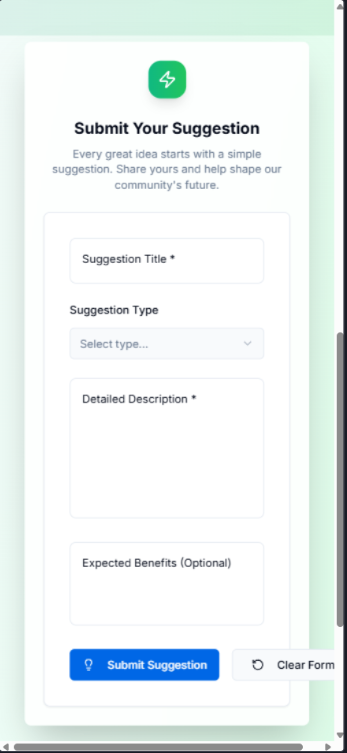 Submit Your Suggestion
Every great idea starts with a simple
suggestion. Share yours and help shape our
community's future.
Suggestion Title *
Suggestion Type
Select type...
Detailed Description *
Expected Benefits (Optional)
Submit Suggestion
Clear Form